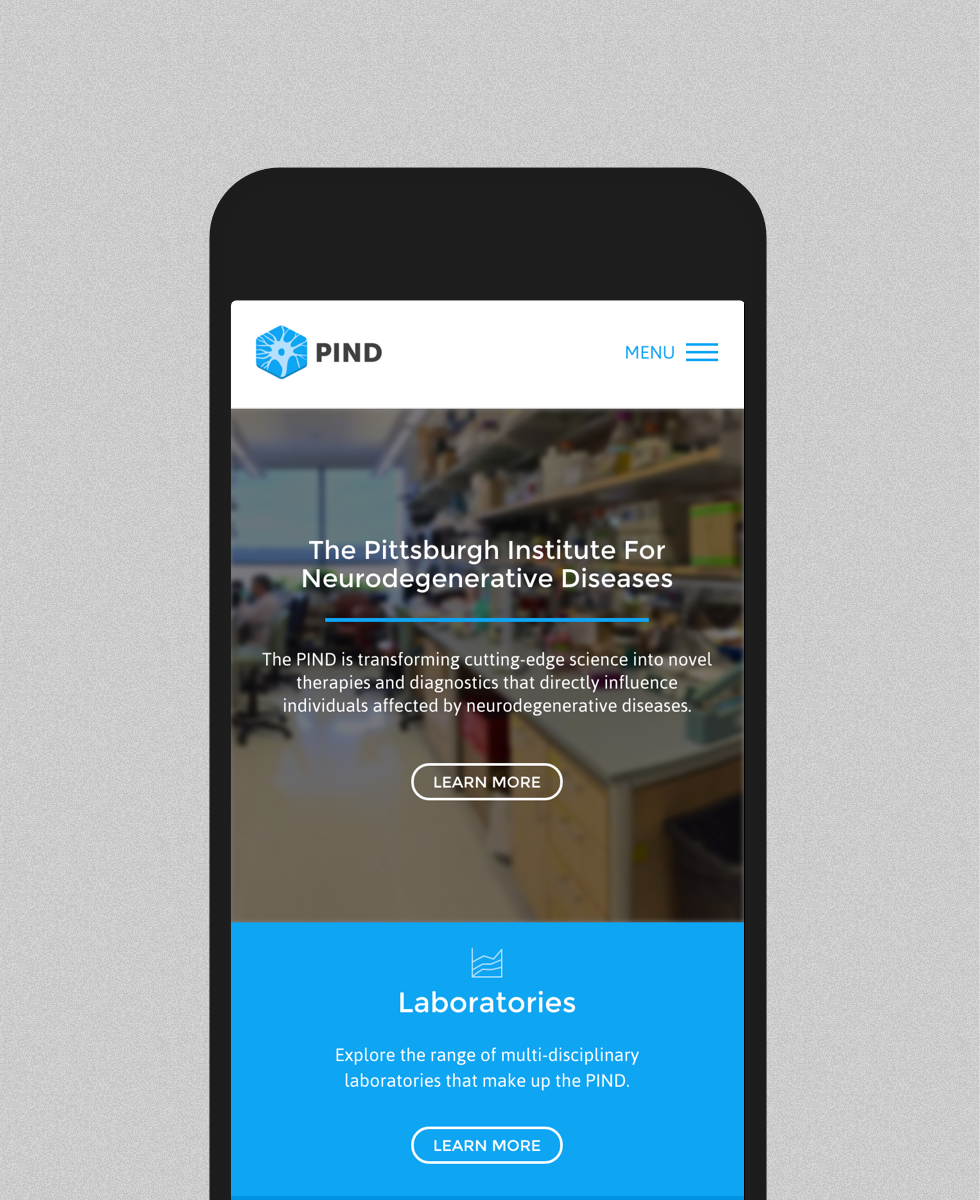 PIND
MENU
The Pittsburgh Institute For
Neurodegenerative Diseases
The PIND is transforming cutting-edge science into novel
therapies and diagnostics that directly influence
individuals affected by neurodegenerative diseases.
LEARN MORE
Laboratories
Explore the range of multi-disciplinary
laboratories that make up the PIND.
LEARN MORE